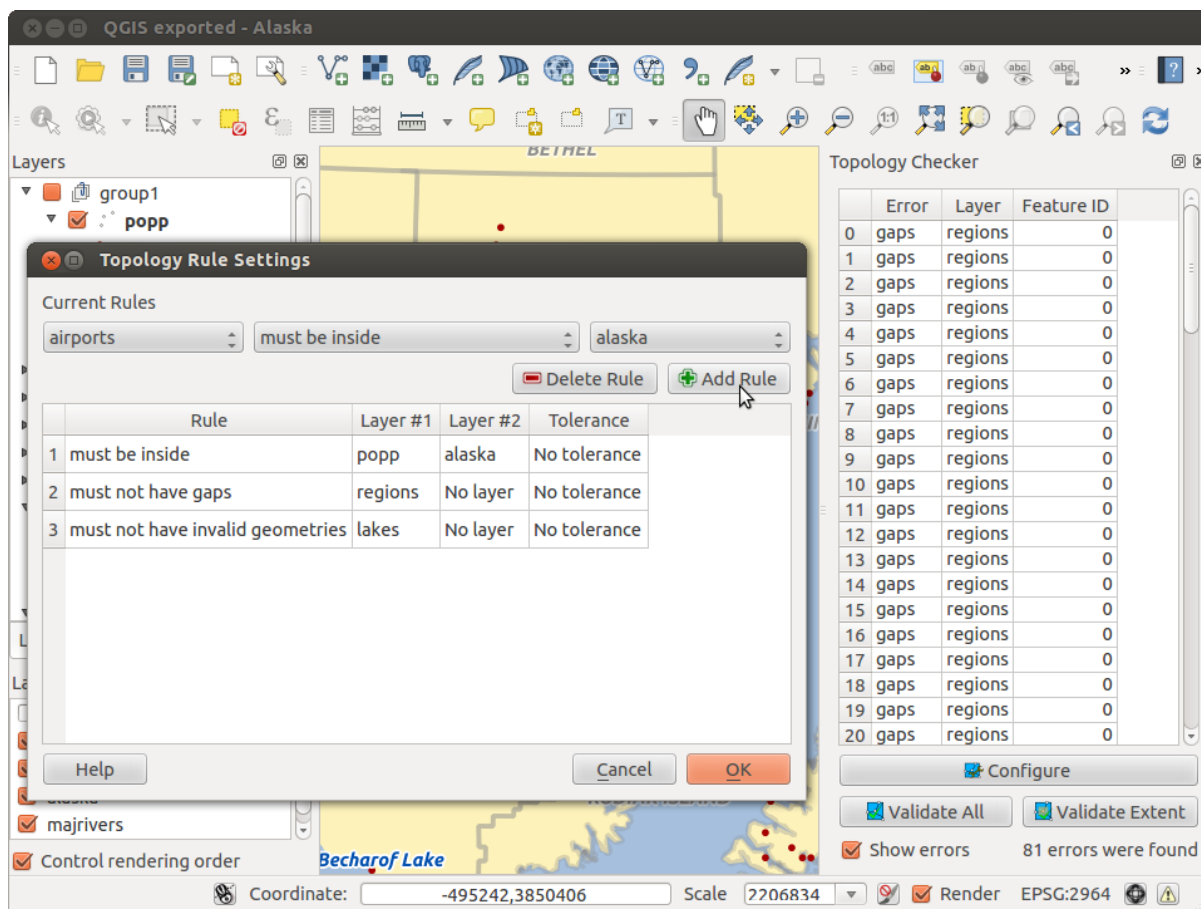 QGIS exported - Alaska
Layers
group1
popp
BETHEL
Topology Checker
Error Layer Feature ID
0 gaps regions 0
1 gaps regions 0
2 gaps regions 0
3 gaps regions 0
4 gaps regions 0
5 gaps regions 0
6 gaps regions 0
7 gaps regions 0
8 gaps regions 0
9 gaps regions 0
10 gaps regions 0
11 gaps regions 0
12 gaps regions 0
13 gaps regions 0
14 gaps regions 0
15 gaps regions 0
16 gaps regions 0
17 gaps regions 0
18 gaps regions 0
19 gaps regions 0
20 gaps regions 0
Configure
Validate All Validate Extent
Show errors 81 errors were found
Topology Rule Settings
Current Rules
airports must be inside alaska
Delete Rule Add Rule
Rule Layer #1 Layer #2 Tolerance
1 must be inside popp alaska No tolerance
2 must not have gaps regions No layer No tolerance
3 must not have invalid geometries lakes No layer No tolerance
Help Cancel OK
alaska
majrivers
Control rendering order
KODIAK ISLAND
Becharof Lake
Coordinate: -495242,3850406 Scale 2206834 Render EPSG:2964